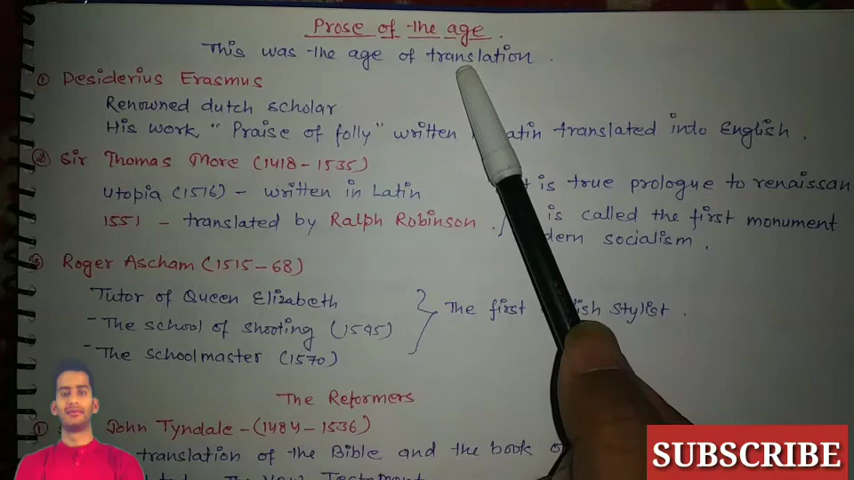 Prose of the age.
This was the age of translation.
① Desiderius Erasmus
Renowned dutch scholar
His work "Praise of folly" written atin translated into English.
② Sir Thomas More (1418-1535)
Utopia (1516) - written in Latin
1551 - translated by Ralph Robinson.
is true prologue to renaissan
is called the first monument
dern socialism.
③ Roger Ascham (1515-68)
Tutor of Queen Elizabeth
- The school of shooting (1545)
- The schoolmaster (1570)
The first ish stylist.
The Reformers
① John Tyndale - (1484-1536)
translation of the Bible and the book o
The New Testament
SUBSCRIBE